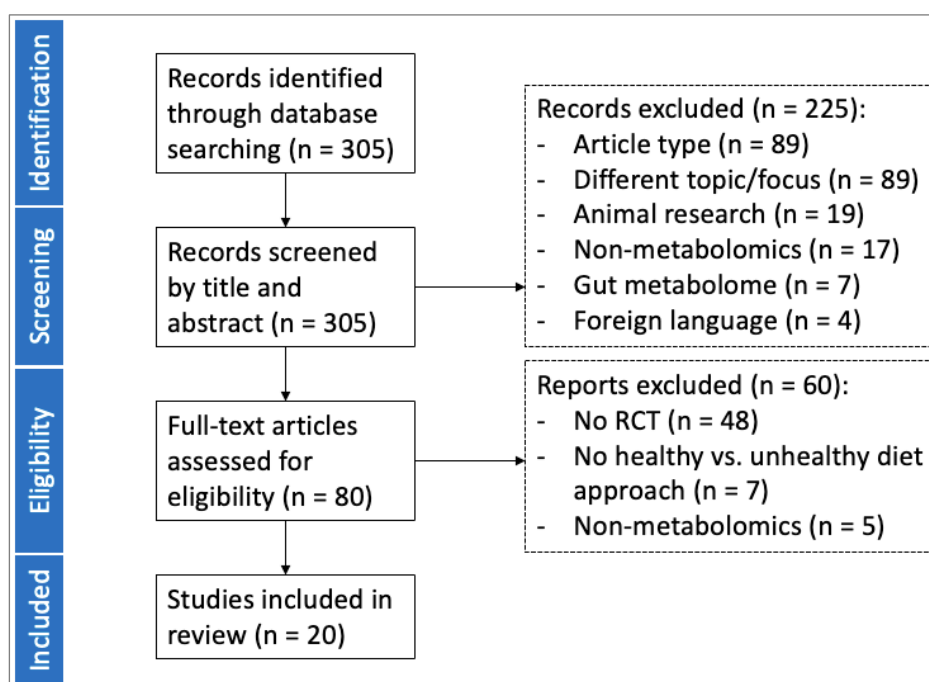 Identification
Records identified
through database
searching (n = 305)
Records excluded (n = 225):
- Article type (n = 89)
- Different topic/focus (n = 89)
- Animal research (n = 19)
- Non-metabolomics (n = 17)
- Gut metabolome (n = 7)
- Foreign language (n = 4)
Screening
Records screened
by title and
abstract (n = 305)
Eligibility
Full-text articles
assessed for
eligibility (n = 80)
Reports excluded (n = 60):
- No RCT (n = 48)
- No healthy vs. unhealthy diet
approach (n = 7)
- Non-metabolomics (n = 5)
Included
Studies included in
review (n = 20)